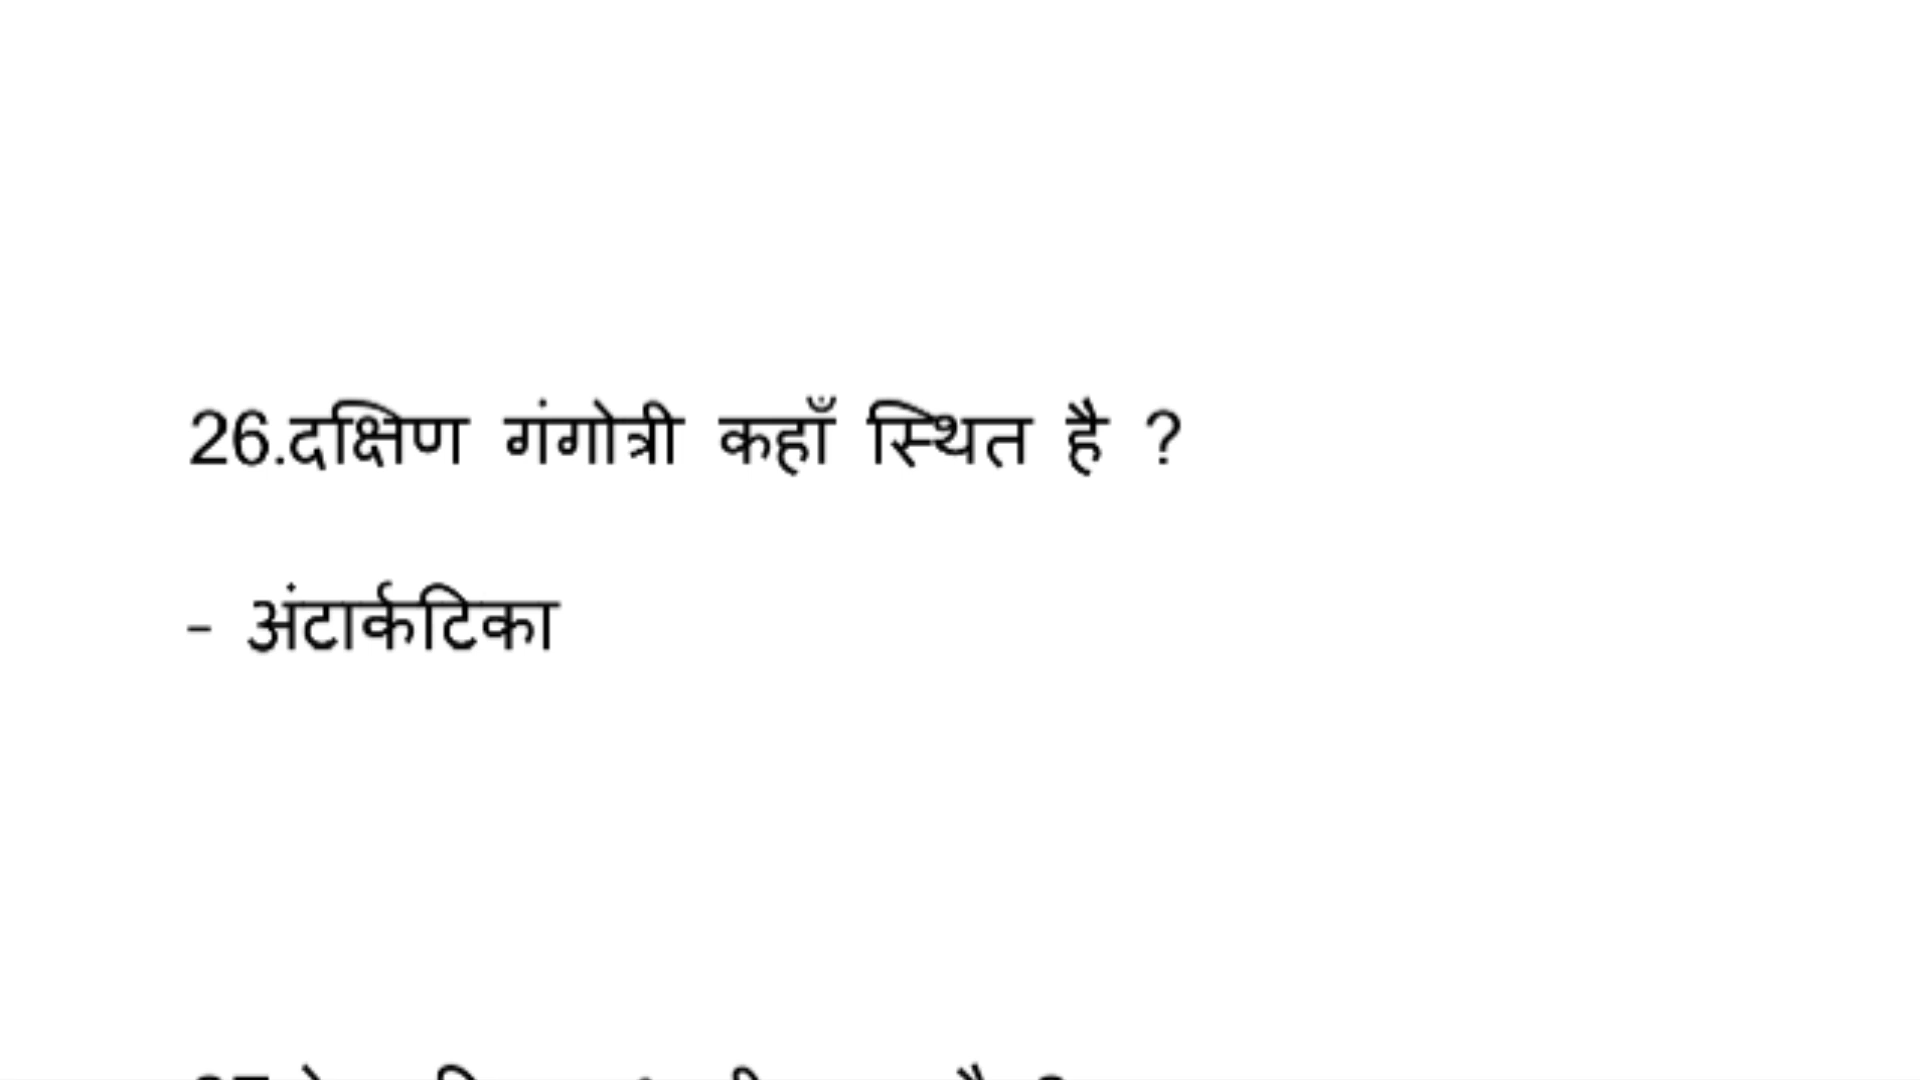 26.दक्षिण गंगोत्री कहाँ स्थित है ?
- अंटार्कटिका